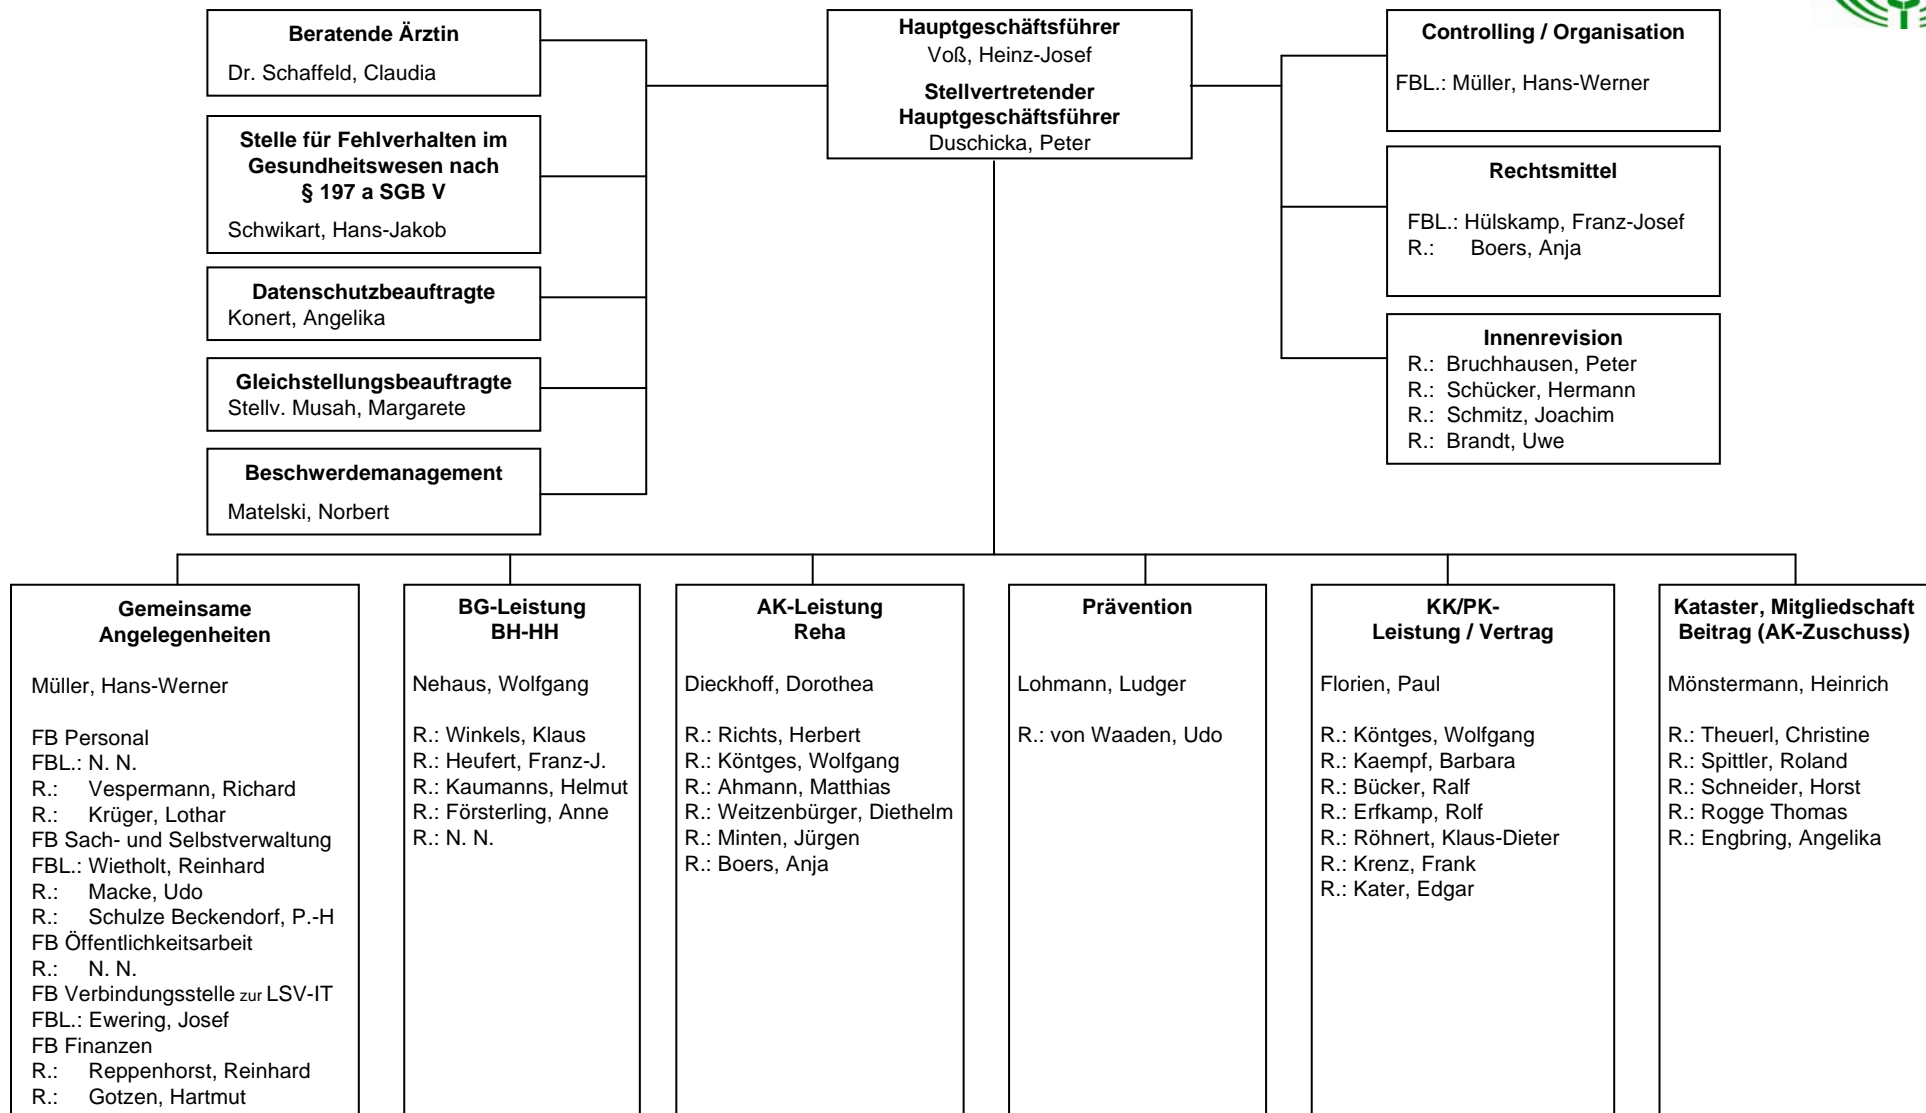 Beratende Ärztin
Dr. Schaffeld, Claudia
Stelle für Fehlverhalten im
Gesundheitswesen nach
§ 197 a SGB V
Schwikart, Hans-Jakob
Datenschutzbeauftragte
Konert, Angelika
Gleichstellungsbeauftragte
Stellv. Musah, Margarete
Beschwerdemanagement
Matelski, Norbert
Hauptgeschäftsführer
Voß, Heinz-Josef
Stellvertretender
Hauptgeschäftsführer
Duschicka, Peter
Controlling / Organisation
FBL.: Müller, Hans-Werner
Rechtsmittel
FBL.: Hülskamp, Franz-Josef
R.: Boers, Anja
Innenrevision
R.: Bruchhausen, Peter
R.: Schücker, Hermann
R.: Schmitz, Joachim
R.: Brandt, Uwe
Gemeinsame
Angelegenheiten
Müller, Hans-Werner
FB Personal
FBL.: N. N.
R.: Vespermann, Richard
R.: Krüger, Lothar
FB Sach- und Selbstverwaltung
FBL.: Wietholt, Reinhard
R.: Macke, Udo
R.: Schulze Beckendorf, P.-H
FB Öffentlichkeitsarbeit
R.: N. N.
FB Verbindungsstelle zur LSV-IT
FBL.: Ewering, Josef
FB Finanzen
R.: Reppenhorst, Reinhard
R.: Gotzen, Hartmut
BG-Leistung
BH-HH
Nehaus, Wolfgang
R.: Winkels, Klaus
R.: Heufert, Franz-J.
R.: Kaumanns, Helmut
R.: Försterling, Anne
R.: N. N.
AK-Leistung
Reha
Dieckhoff, Dorothea
R.: Richts, Herbert
R.: Köntges, Wolfgang
R.: Ahmann, Matthias
R.: Weitzenbürger, Diethelm
R.: Minten, Jürgen
R.: Boers, Anja
Prävention
Lohmann, Ludger
R.: von Waaden, Udo
KK/PK-
Leistung / Vertrag
Florien, Paul
R.: Köntges, Wolfgang
R.: Kaempf, Barbara
R.: Bücker, Ralf
R.: Erfkamp, Rolf
R.: Röhnert, Klaus-Dieter
R.: Krenz, Frank
R.: Kater, Edgar
Kataster, Mitgliedschaft
Beitrag (AK-Zuschuss)
Mönstermann, Heinrich
R.: Theuerl, Christine
R.: Spittler, Roland
R.: Schneider, Horst
R.: Rogge Thomas
R.: Engbring, Angelika